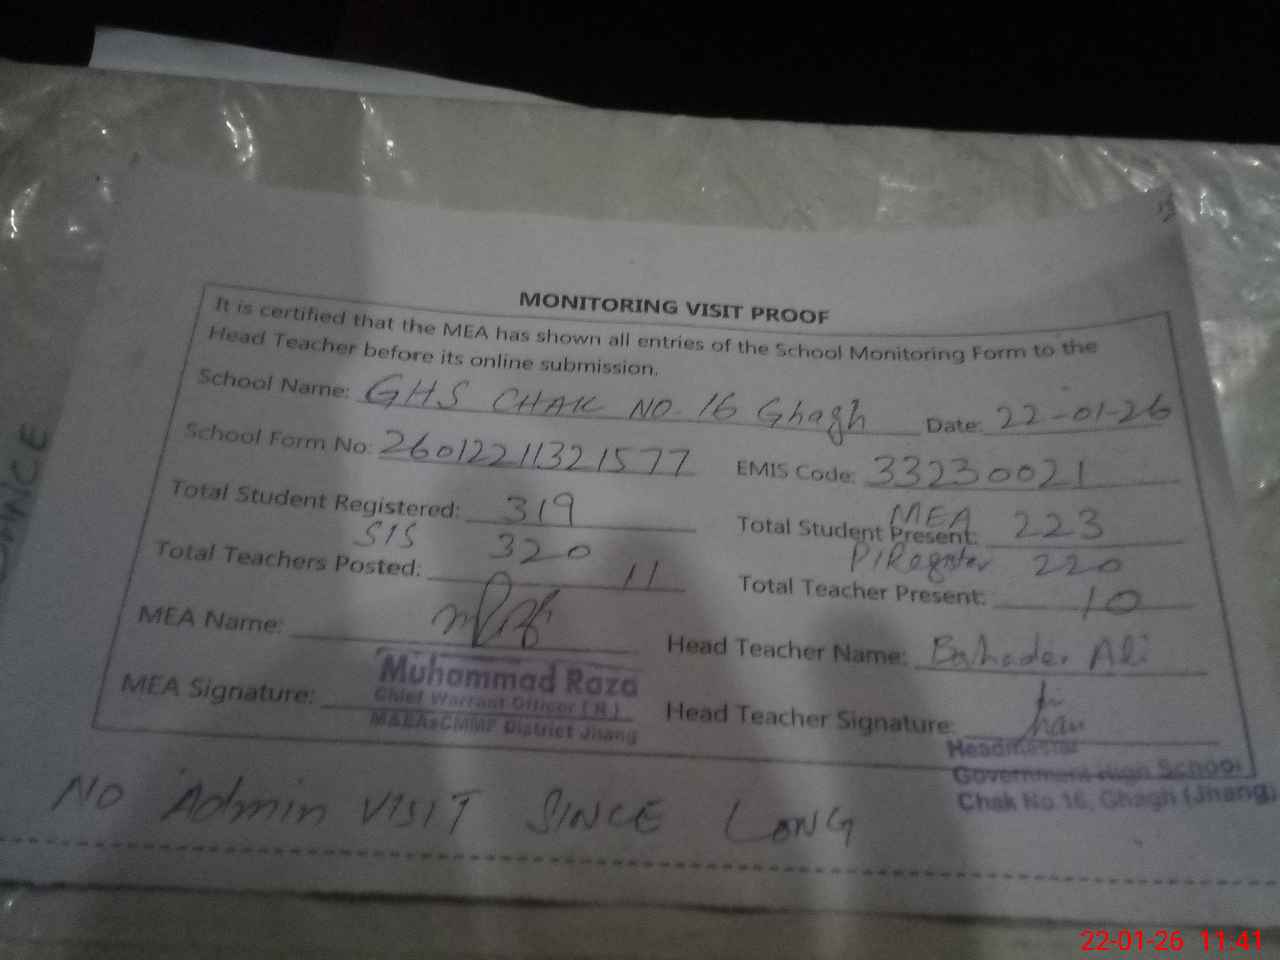 MONITORING VISIT PROOF
It is certified that the MEA has shown all entries of the School Monitoring Form to the
Head Teacher before its online submission.
School Name: GHS CHAK NO. 16 Ghagh Date: 22-01-26
School Form No: 26012211321577 EMIS Code: 33230021
Total Student Registered: 319 Total Student Present: MEA 223
SIS 320 P/Register 220
Total Teachers Posted: 11 Total Teacher Present: 10
MEA Name: Head Teacher Name: Bahader Ali
MEA Signature: Head Teacher Signature:
Muhammad Raza
Chief Warrant Officer (R)
M&EAsCMMF District Jhang
Headmaster
Government High School
Chak No.16, Ghagh (Jhang)
NO Admin VISIT SINCE LONG
22-01-26 11:41